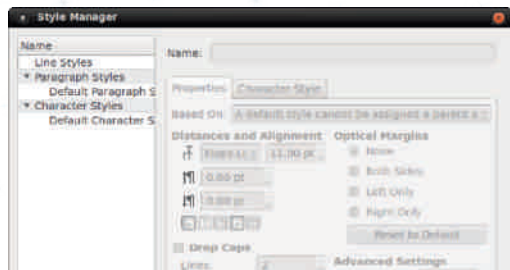 Style Manager
Name
Line Styles
Paragraph Styles
Default Paragraph S
Character Styles
Default Character S
Name:
Properties
Character Style
Based On: A default style cannot be assigned a parent s
Distances and Alignment
Fixed Li
11.00 pt
0.00 pt
0.00 pt
Drop Caps
Lines:
2
Optical Margins
None
Both Sides
Left Only
Right Only
Reset to Default
Advanced Settings